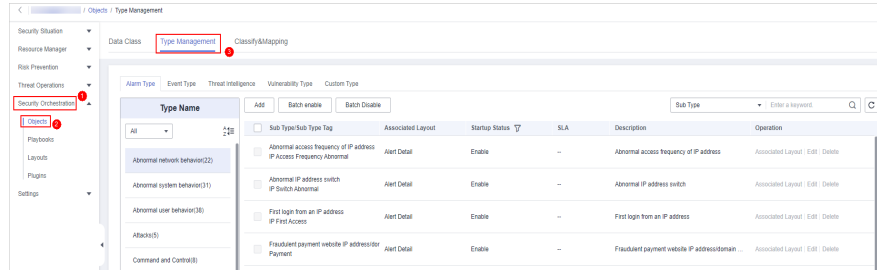 / Objects / Type Management
Security Situation
Resource Manager
Risk Prevention
Threat Operations
Security Orchestration
1
Objects
2
Playbooks
Layouts
Plugins
Settings
Data Class
Type Management
3
Classify&Mapping
Alarm Type
Event Type
Threat Intelligence
Vulnerability Type
Custom Type
Type Name
All
Abnormal network behavior(22)
Abnormal system behavior(31)
Abnormal user behavior(38)
Attacks(5)
Command and Control(8)
Add
Batch enable
Batch Disable
Sub Type
Enter a keyword.
Sub Type/Sub Type Tag
Associated Layout
Startup Status
SLA
Description
Operation
Abnormal access frequency of IP address
IP Access Frequency Abnormal
Alert Detail
Enable
--
Abnormal access frequency of IP address
Associated Layout | Edit | Delete
Abnormal IP address switch
IP Switch Abnormal
Alert Detail
Enable
--
Abnormal IP address switch
Associated Layout | Edit | Delete
First login from an IP address
IP First Access
Alert Detail
Enable
--
First login from an IP address
Associated Layout | Edit | Delete
Fraudulent payment website IP address/dor
Payment
Alert Detail
Enable
--
Fraudulent payment website IP address/domain ...
Associated Layout | Edit | Delete